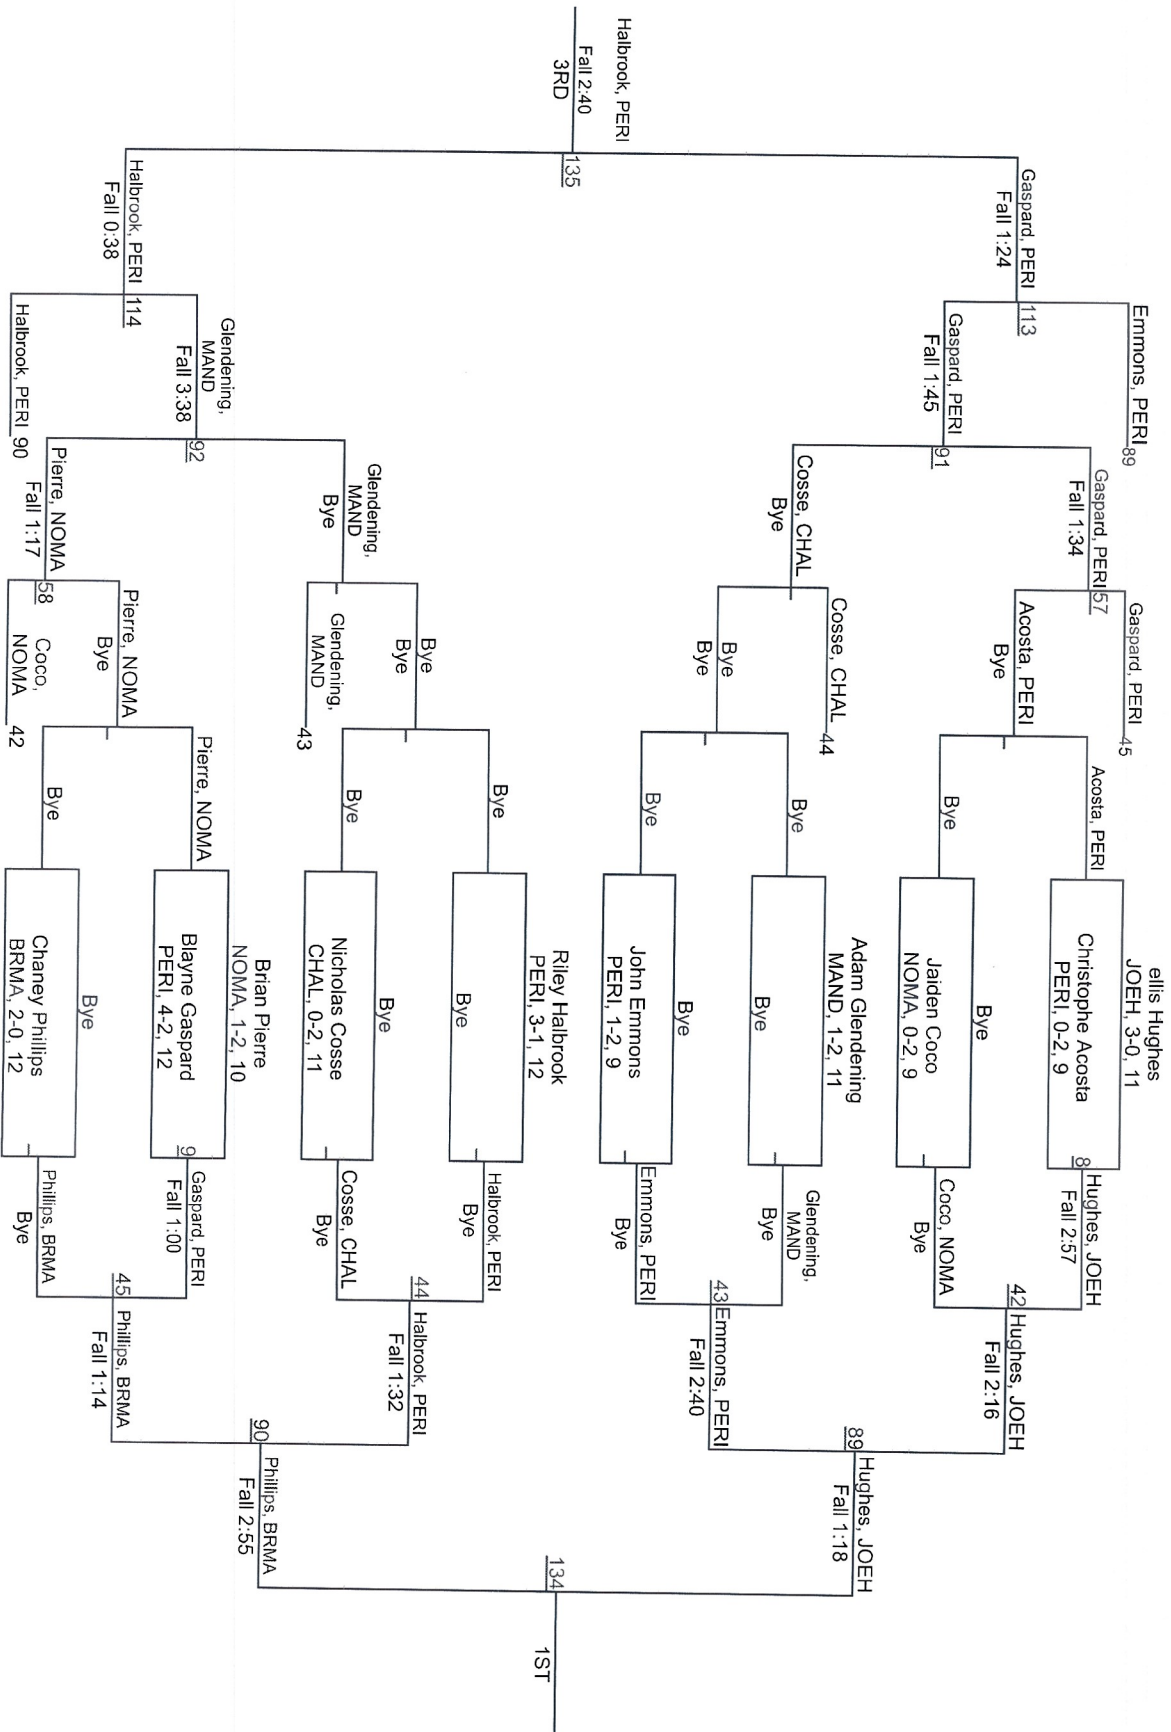 ellis Hughes
JOEH, 3-0, 11
Christophe Acosta
PERI, 0-2, 9
8
Bye
Jaiden Coco
NOMA, 0-2, 9
Adam Glendening
MAND, 1-2, 11
Bye
Bye
John Emmons
PERI, 1-2, 9
Riley Halbrook
PERI, 3-1, 12
Bye
Bye
Nicholas Cosse
CHAL, 0-2, 11
Brian Pierre
NOMA, 1-2, 10
Blayne Gaspard
PERI, 4-2, 12
9
Bye
Chaney Phillips
BRMA, 2-0, 12
Hughes, JOEH
Fall 2:57
Coco, NOMA
Bye
Glendening,
MAND
Bye
Emmons, PERI
Bye
Halbrook, PERI
Bye
Cosse, CHAL
Bye
Gaspard, PERI
Fall 1:00
Phillips, BRMA
Bye
42
Hughes, JOEH
Fall 2:16
43
Emmons, PERI
Fall 2:40
44
Halbrook, PERI
Fall 1:32
45
Phillips, BRMA
Fall 1:14
89
Hughes, JOEH
Fall 1:18
90
Phillips, BRMA
Fall 2:55
134
1ST
Acosta, PERI
Bye
Bye
Bye
Bye
Bye
Pierre, NOMA
Bye
Gaspard, PERI
45
Acosta, PERI
Bye
Cosse, CHAL
44
Bye
Bye
Bye
Bye
Glendening,
MAND
43
Pierre, NOMA
Bye
Coco,
NOMA
42
Gaspard, PERI
Fall 1:34
57
Cosse, CHAL
Bye
Glendening,
MAND
Bye
Pierre, NOMA
Fall 1:17
58
Emmons, PERI
89
Gaspard, PERI
Fall 1:45
91
Glendening,
MAND
Fall 3:38
92
Halbrook, PERI
90
Gaspard, PERI
Fall 1:24
113
Halbrook, PERI
Fall 0:38
114
Halbrook, PERI
Fall 2:40
3RD
135